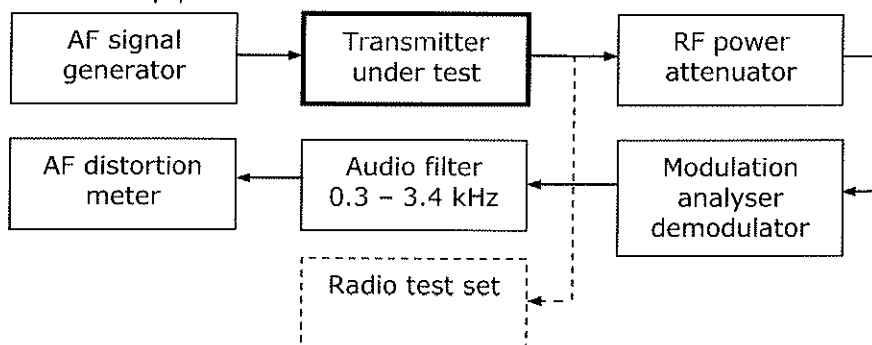 AF signal
generator
Transmitter
under test
RF power
attenuator
AF distortion
meter
Audio filter
0.3 – 3.4 kHz
Modulation
analyser
demodulator
Radio test set